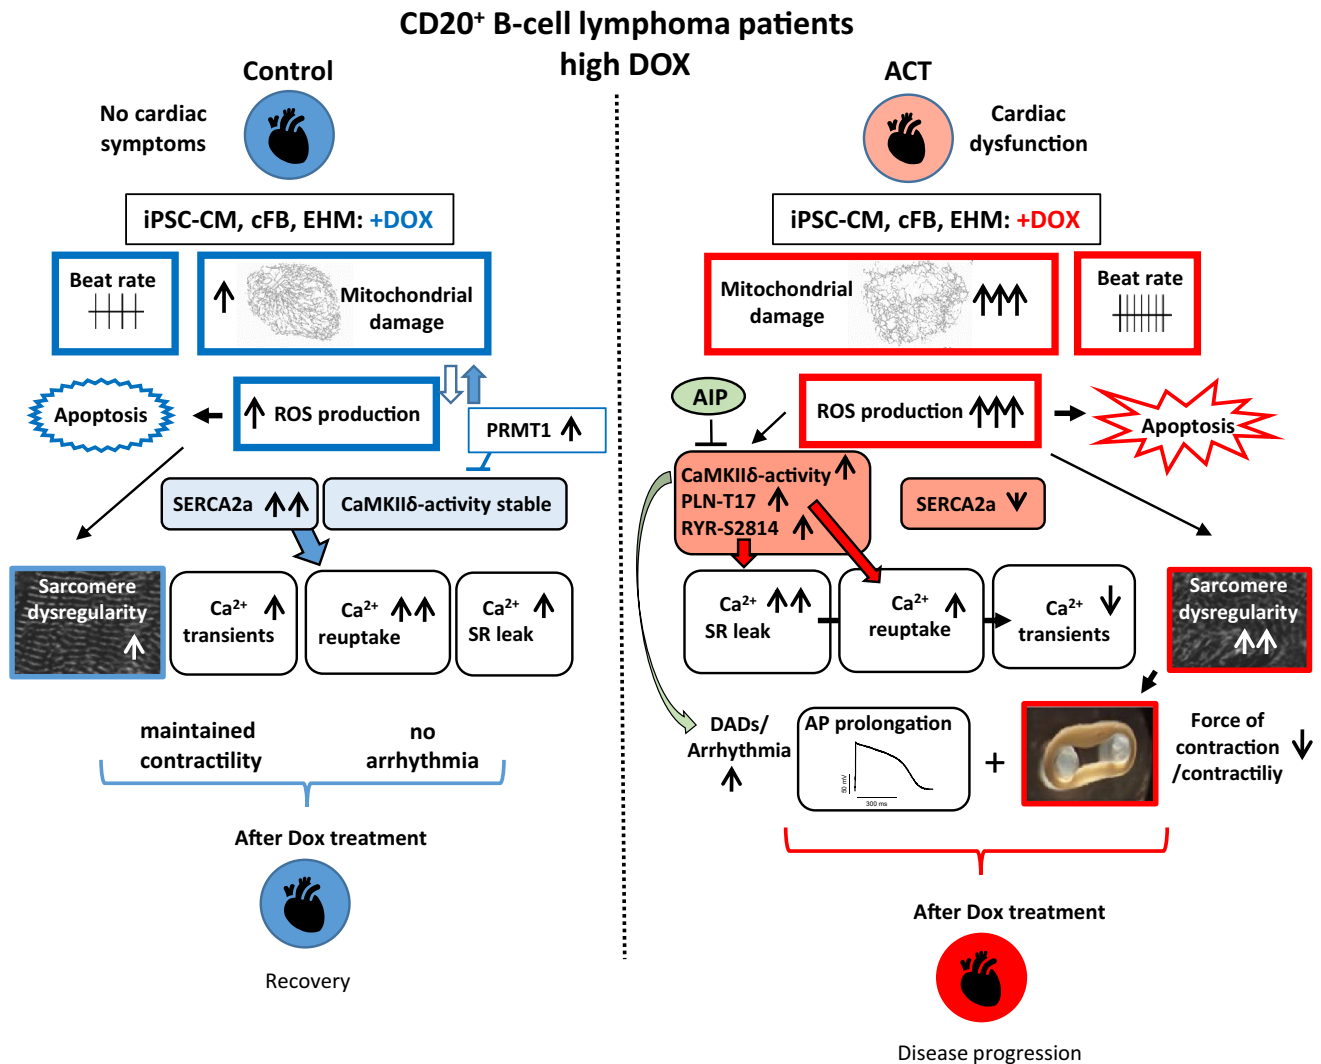 CD20⁺ B-cell lymphoma patients
high DOX
Control
No cardiac
symptoms
iPSC-CM, cFB, EHM: +DOX
Beat rate
Mitochondrial
damage
Apoptosis
ROS production
PRMT1
SERCA2a
CaMKIIδ-activity stable
Sarcomere
dysregularity
Ca²⁺
transients
Ca²⁺
reuptake
Ca²⁺
SR leak
maintained
contractility
no
arrhythmia
After Dox treatment
Recovery
ACT
Cardiac
dysfunction
iPSC-CM, cFB, EHM: +DOX
Mitochondrial
damage
Beat rate
AIP
ROS production
Apoptosis
CaMKIIδ-activity
PLN-T17
RYR-S2814
SERCA2a
Ca²⁺
SR leak
Ca²⁺
reuptake
Ca²⁺
transients
Sarcomere
dysregularity
DADs/
Arrhythmia
AP prolongation
50 mV
300 ms
+
Force of
contraction
/contractiliy
After Dox treatment
Disease progression